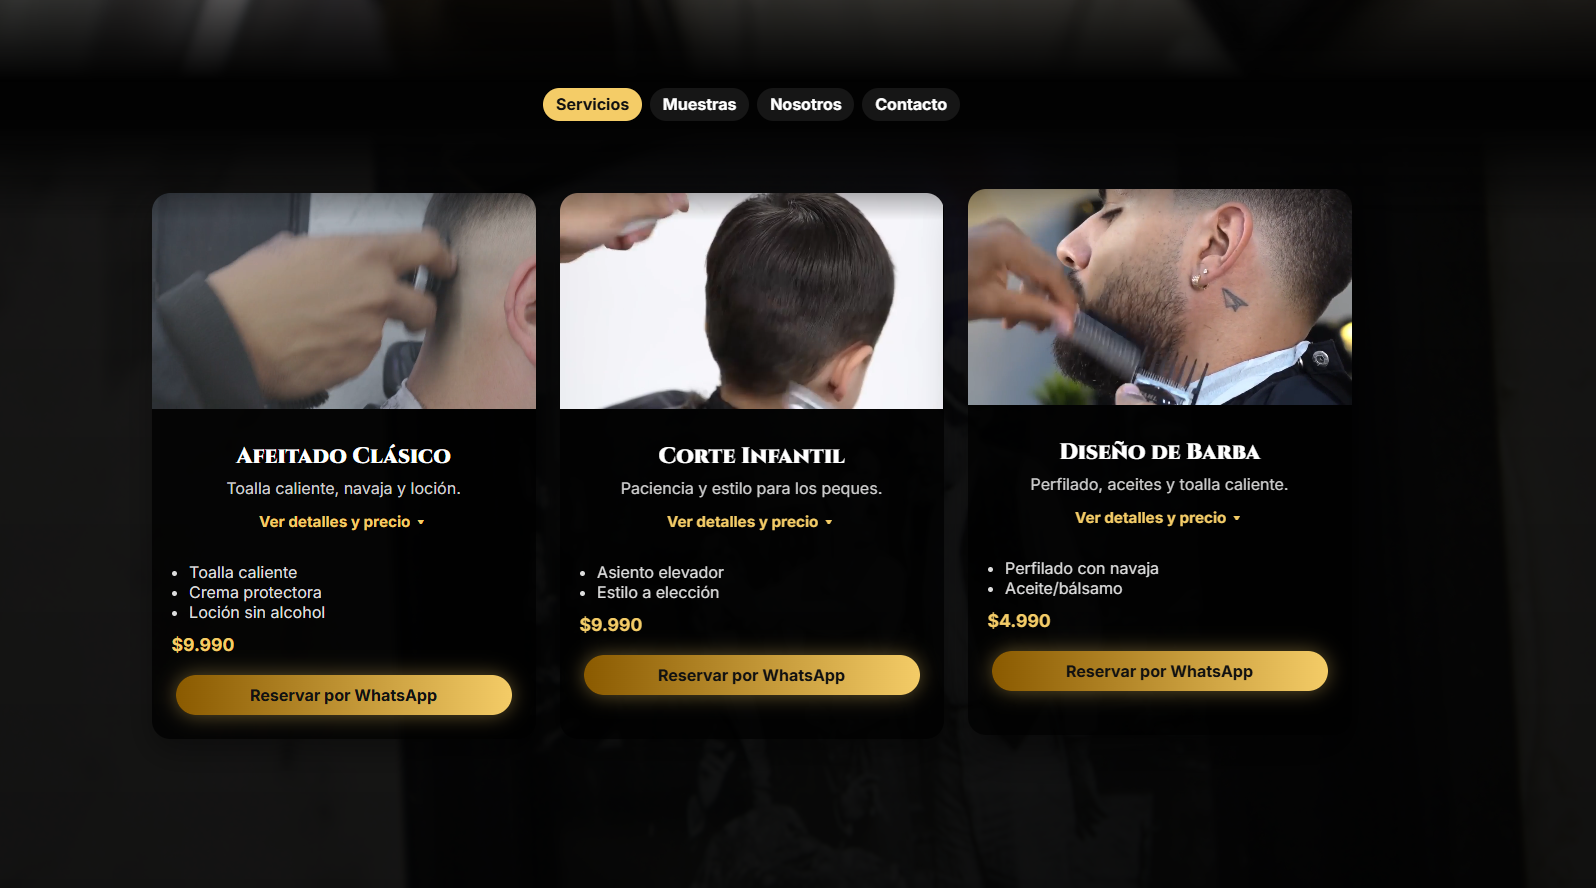 Servicios Muestras Nosotros Contacto
Afeitado Clásico
Toalla caliente, navaja y loción.
Ver detalles y precio
• Toalla caliente
• Crema protectora
• Loción sin alcohol
$9.990
Reservar por WhatsApp
Corte Infantil
Paciencia y estilo para los peques.
Ver detalles y precio
• Asiento elevador
• Estilo a elección
$9.990
Reservar por WhatsApp
Diseño de Barba
Perfilado, aceites y toalla caliente.
Ver detalles y precio
• Perfilado con navaja
• Aceite/bálsamo
$4.990
Reservar por WhatsApp